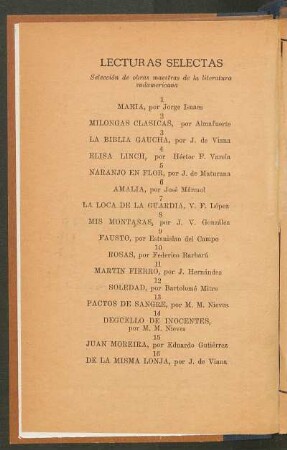 LECTURAS SELECTAS
Selección de obras maestras de la literatura
sudamericana
1
MARIA, por Jorge Isaacs
2
MILONGAS CLASICAS, por Almafuerte
3
LA BIBLIA GAUCHA, por J. de Viana
4
ELISA LINCH, por Héctor F. Varela
5
NARANJO EN FLOR, por J. de Maturana
6
AMALIA, por José Mármol
7
LA LOCA DE LA GUARDIA, V. F. López
8
MIS MONTAÑAS, por J. V. González
9
FAUSTO, por Estanislao del Campo
10
ROSAS, por Federico Barbará
11
MARTIN FIERRO, por J. Hernández
12
SOLEDAD, por Bartolomé Mitre
13
PACTOS DE SANGRE, por M. M. Nieves
14
DEGUELLO DE INOCENTES,
por M. M. Nieves
15
JUAN MOREIRA, por Eduardo Gutiérrez
16
DE LA MISMA LONJA, por J. de Viana